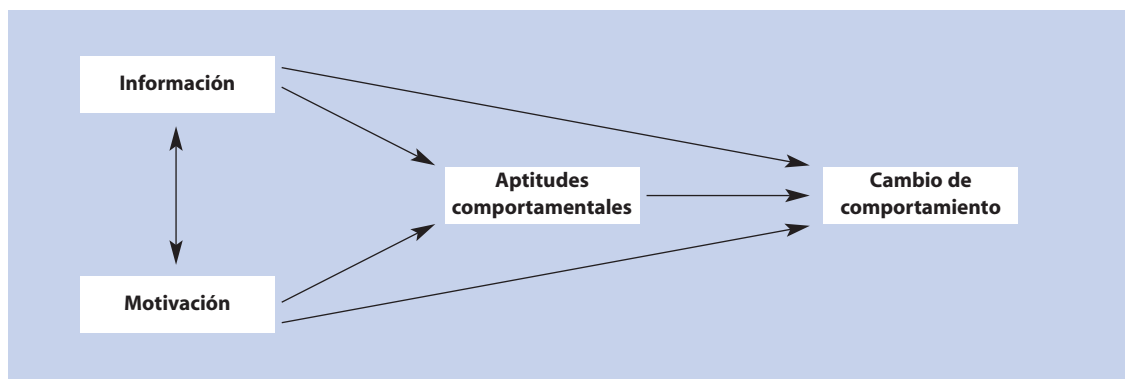 Información
Aptitudes
comportamentales
Cambio de
comportamiento
Motivación